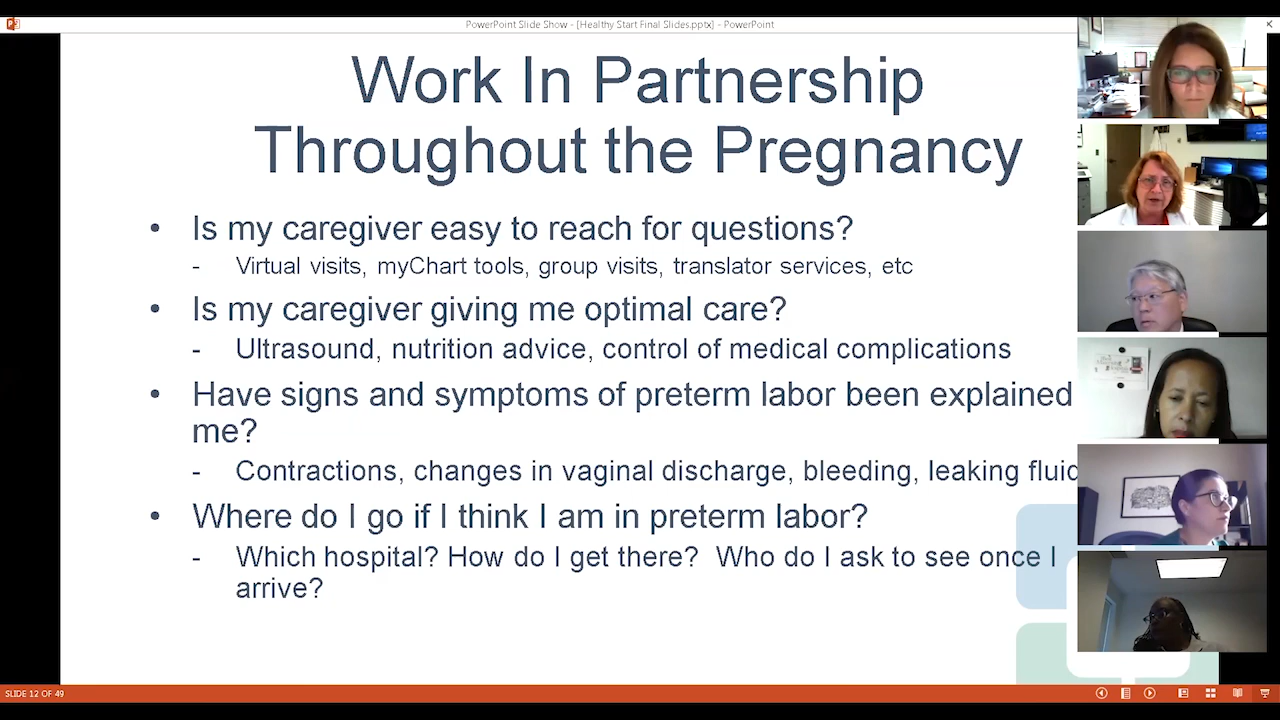 PowerPoint Slide Show - [Healthy Start Final Slides.pptx] - PowerPoint
Work In Partnership
Throughout the Pregnancy
• Is my caregiver easy to reach for questions?
- Virtual visits, myChart tools, group visits, translator services, etc
• Is my caregiver giving me optimal care?
- Ultrasound, nutrition advice, control of medical complications
• Have signs and symptoms of preterm labor been explained
me?
- Contractions, changes in vaginal discharge, bleeding, leaking fluid
• Where do I go if I think I am in preterm labor?
- Which hospital? How do I get there? Who do I ask to see once I
arrive?
SLIDE 12 OF 49